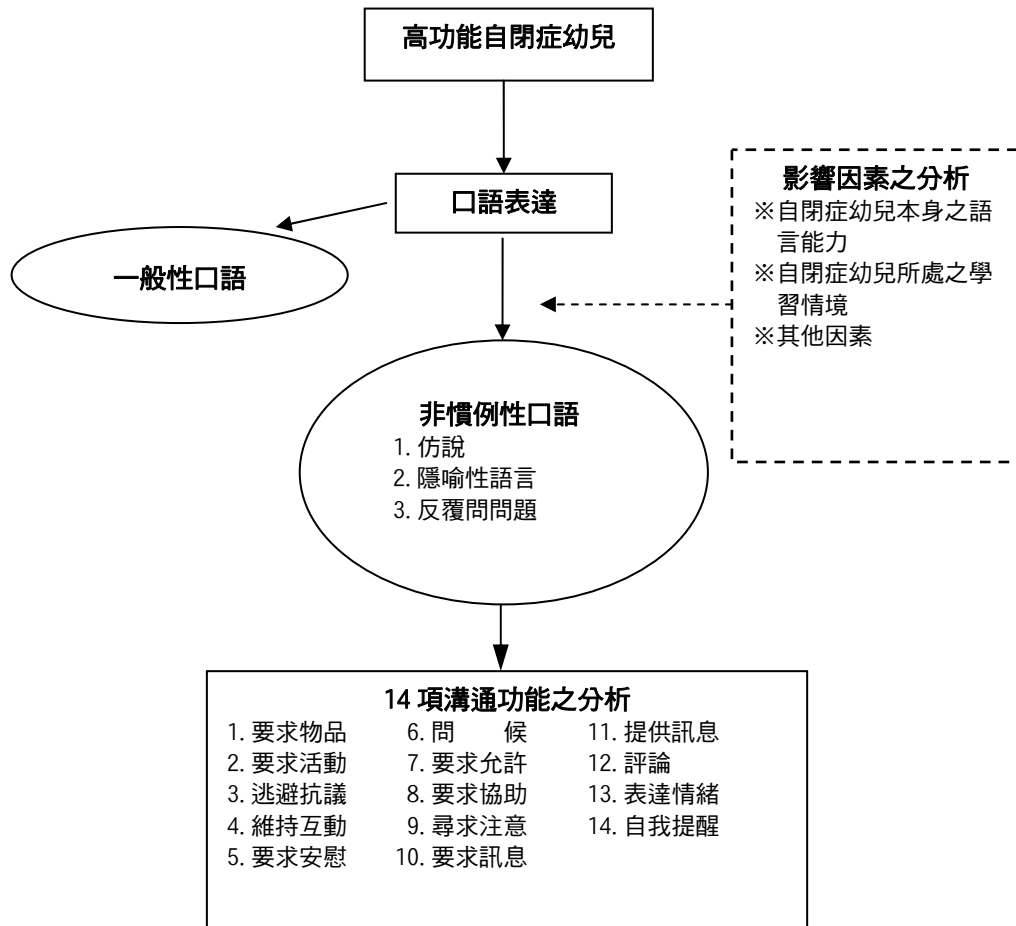 高功能自閉症幼兒
口語表達
一般性口語
影響因素之分析
※自閉症幼兒本身之語
言能力
※自閉症幼兒所處之學
習情境
※其他因素
非慣例性口語
1. 仿說
2. 隱喻性語言
3. 反覆問問題
14 項溝通功能之分析
1. 要求物品 6. 問 候 11. 提供訊息
2. 要求活動 7. 要求允許 12. 評論
3. 逃避抗議 8. 要求協助 13. 表達情緒
4. 維持互動 9. 尋求注意 14. 自我提醒
5. 要求安慰 10. 要求訊息